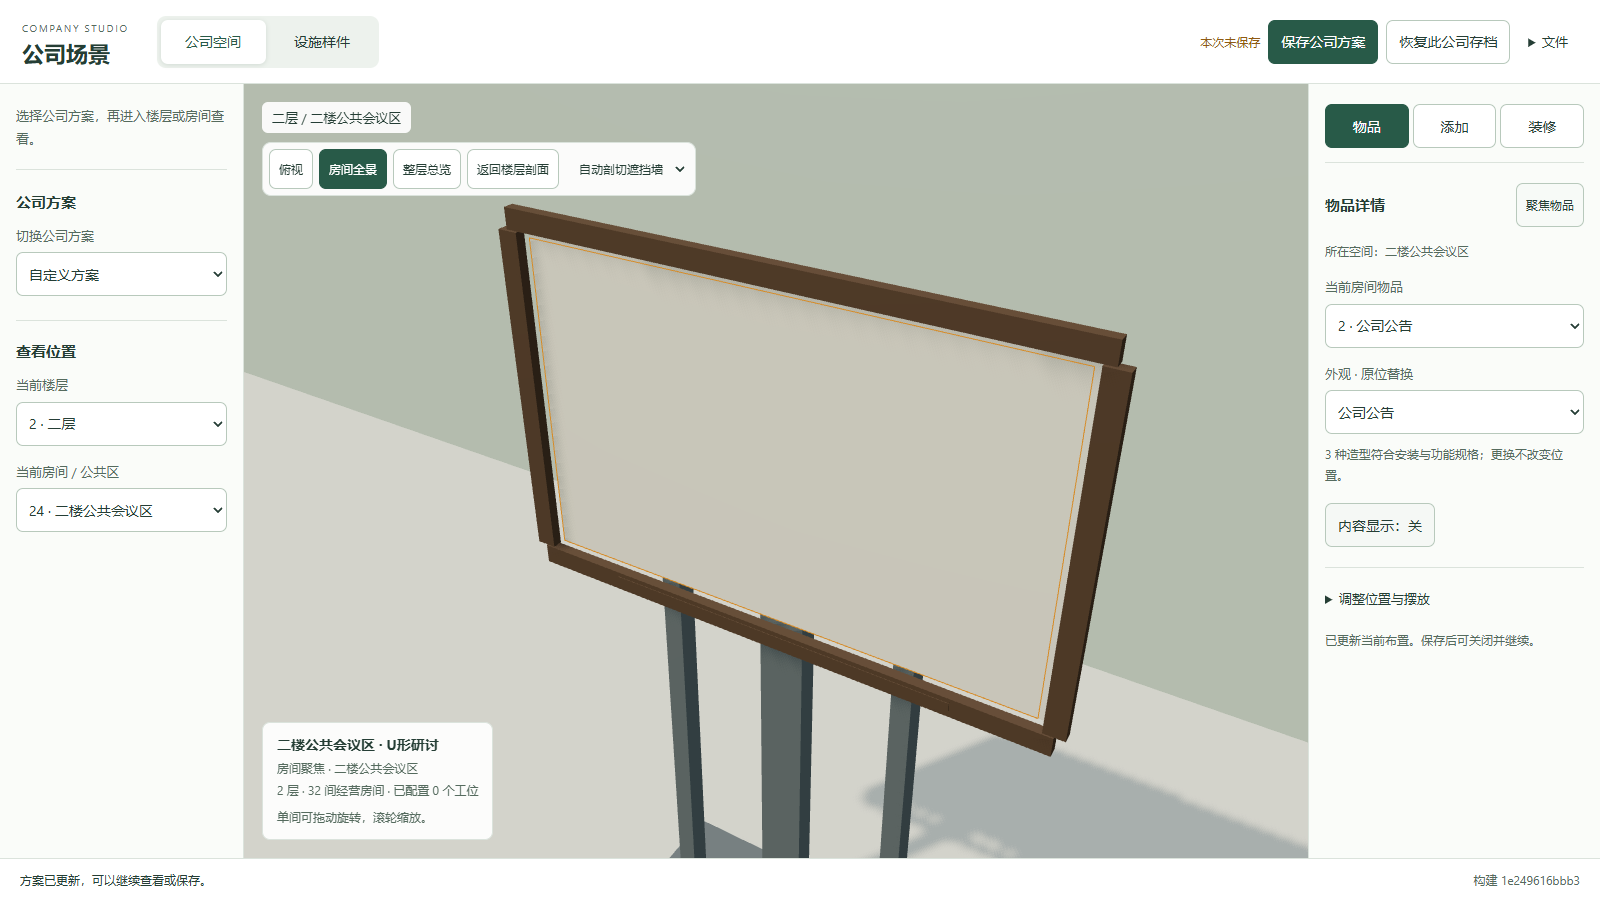 COMPANY STUDIO
公司场景
公司空间
设施样件
本次未保存
保存公司方案
恢复此公司存档
文件
选择公司方案，再进入楼层或房间查
看。
公司方案
切换公司方案
自定义方案
查看位置
当前楼层
2 · 二层
当前房间 / 公共区
24 · 二楼公共会议区
二层 / 二楼公共会议区
俯视
房间全景
整层总览
返回楼层剖面
自动剖切遮挡墙
二楼公共会议区 · U形研讨
房间聚焦 · 二楼公共会议区
2 层 · 32 间经营房间 · 已配置 0 个工位
单间可拖动旋转，滚轮缩放。
物品
添加
装修
物品详情
聚焦物品
所在空间：二楼公共会议区
当前房间物品
2 · 公司公告
外观 · 原位替换
公司公告
3 种造型符合安装与功能规格；更换不改变位
置。
内容显示：关
调整位置与摆放
已更新当前布置。保存后可关闭并继续。
方案已更新，可以继续查看或保存。
构建 1e249616bbb3